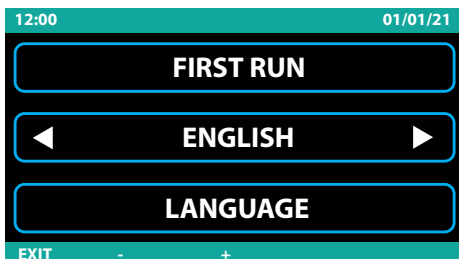 12:00 01/01/21
FIRST RUN
ENGLISH
LANGUAGE
EXIT - +